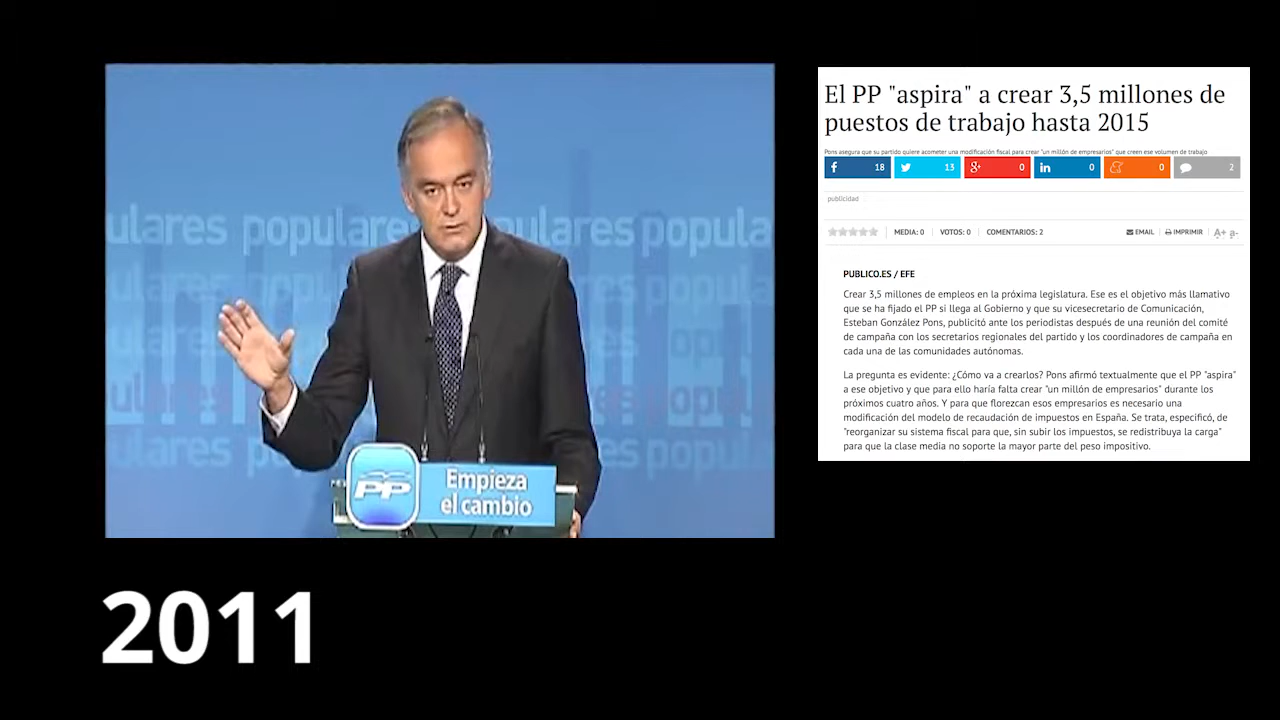 ulares populares populares popula
PP
Empieza
el cambio
2011
El PP "aspira" a crear 3,5 millones de
puestos de trabajo hasta 2015
Pons asegura que su partido quiere acometer una modificación fiscal para crear "un millón de empresarios" que creen ese volumen de trabajo
18 13 0 0 0 2
publicidad
MEDIA: 0 VOTOS: 0 COMENTARIOS: 2 EMAIL IMPRIMIR A+ a-
PUBLICO.ES / EFE
Crear 3,5 millones de empleos en la próxima legislatura. Ese es el objetivo más llamativo
que se ha fijado el PP si llega al Gobierno y que su vicesecretario de Comunicación,
Esteban González Pons, publicitó ante los periodistas después de una reunión del comité
de campaña con los secretarios regionales del partido y los coordinadores de campaña en
cada una de las comunidades autónomas.
La pregunta es evidente: ¿Cómo va a crearlos? Pons afirmó textualmente que el PP "aspira"
a ese objetivo y que para ello haría falta crear "un millón de empresarios" durante los
próximos cuatro años. Y para que florezcan esos empresarios es necesario una
modificación del modelo de recaudación de impuestos en España. Se trata, especificó, de
"reorganizar su sistema fiscal para que, sin subir los impuestos, se redistribuya la carga"
para que la clase media no soporte la mayor parte del peso impositivo.